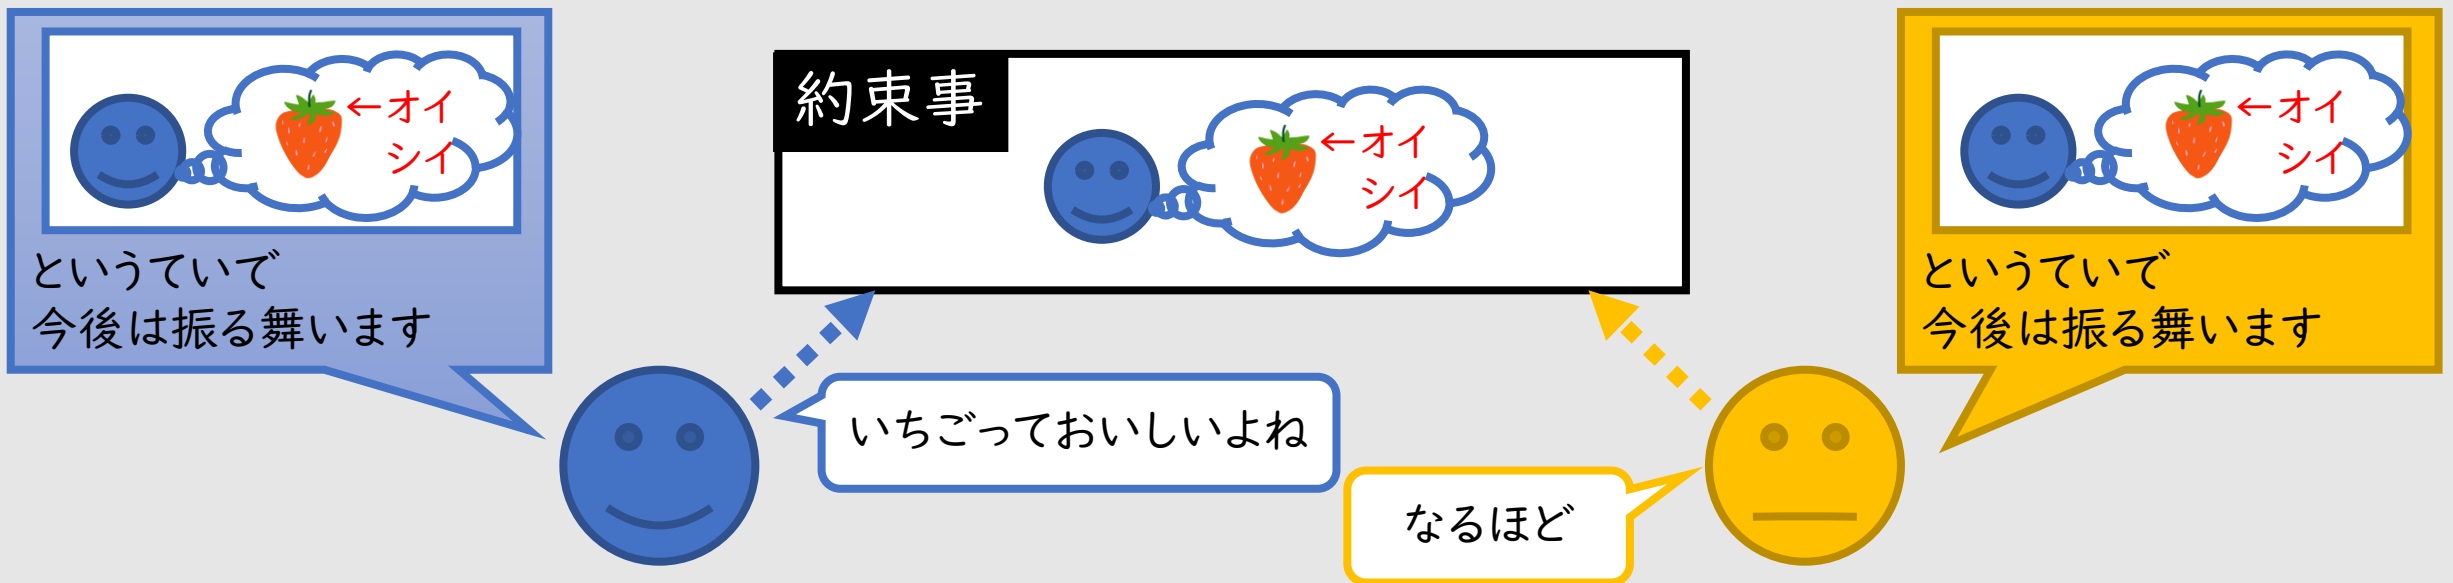 ←オイ
シイ
というていで
今後は振る舞います
約束事
←オイ
シイ
いちごっておいしいよね
なるほど
←オイ
シイ
というていで
今後は振る舞います